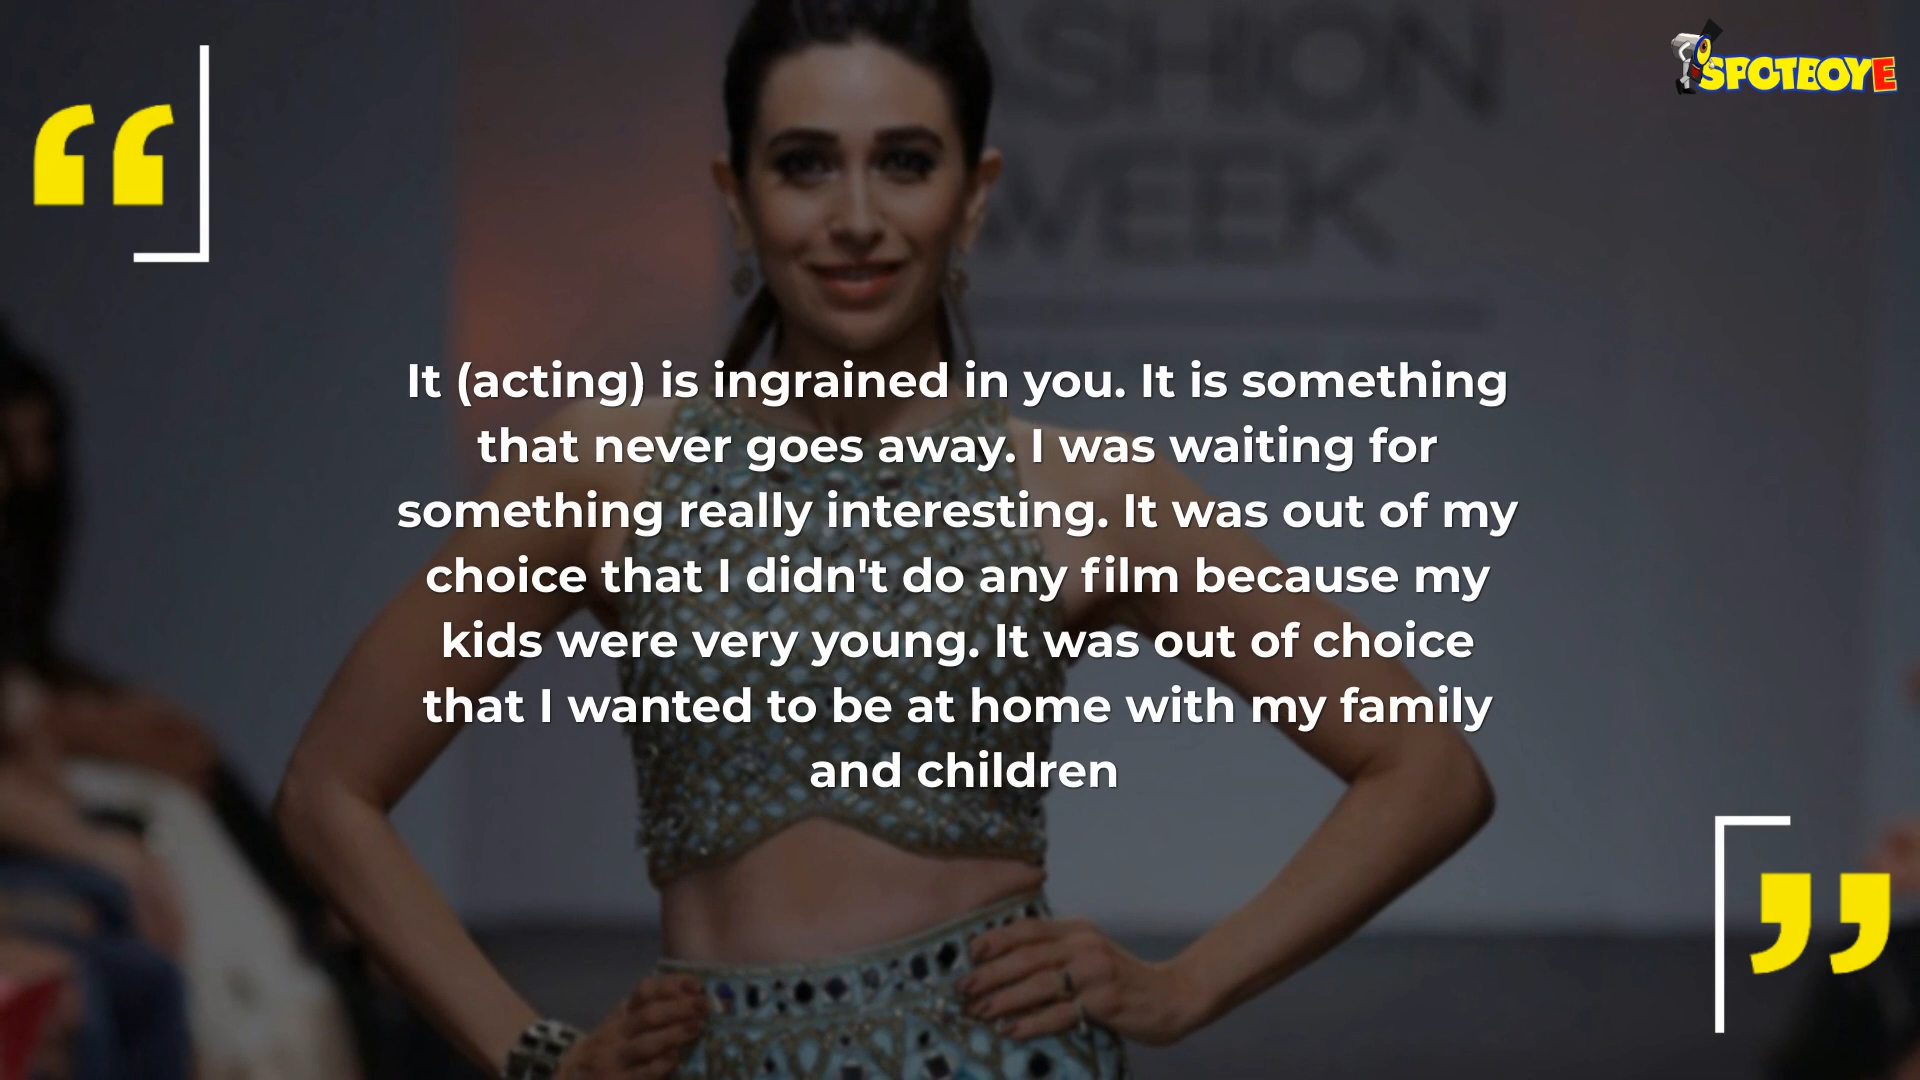 SPOTBOYE
ASHION
WEEK
It (acting) is ingrained in you. It is something
that never goes away. I was waiting for
something really interesting. It was out of my
choice that I didn't do any film because my
kids were very young. It was out of choice
that I wanted to be at home with my family
and children